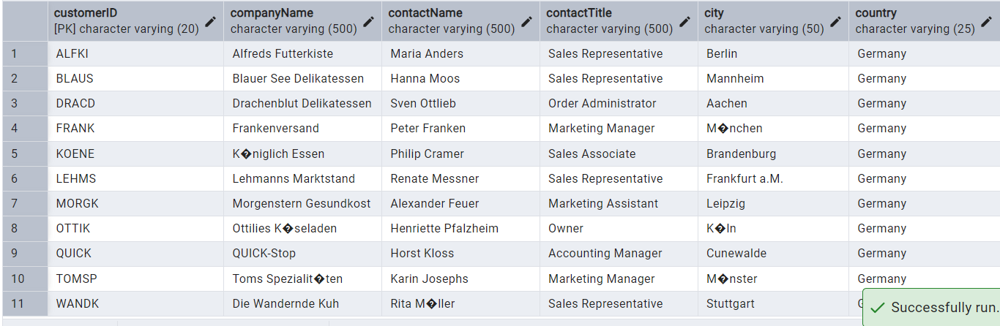 customerID companyName contactName contactTitle city country
[PK] character varying (20) character varying (500) character varying (500) character varying (500) character varying (50) character varying (25)
1 ALFKI Alfreds Futterkiste Maria Anders Sales Representative Berlin Germany
2 BLAUS Blauer See Delikatessen Hanna Moos Sales Representative Mannheim Germany
3 DRACD Drachenblut Delikatessen Sven Ottlieb Order Administrator Aachen Germany
4 FRANK Frankenversand Peter Franken Marketing Manager M�nchen Germany
5 KOENE K�niglich Essen Philip Cramer Sales Associate Brandenburg Germany
6 LEHMS Lehmanns Marktstand Renate Messner Sales Representative Frankfurt a.M. Germany
7 MORGK Morgenstern Gesundkost Alexander Feuer Marketing Assistant Leipzig Germany
8 OTTIK Ottilies K�seladen Henriette Pfalzheim Owner K�ln Germany
9 QUICK QUICK-Stop Horst Kloss Accounting Manager Cunewalde Germany
10 TOMSP Toms Spezialit�ten Karin Josephs Marketing Manager M�nster Germany
11 WANDK Die Wandernde Kuh Rita M�ller Sales Representative Stuttgart
Successfully run.